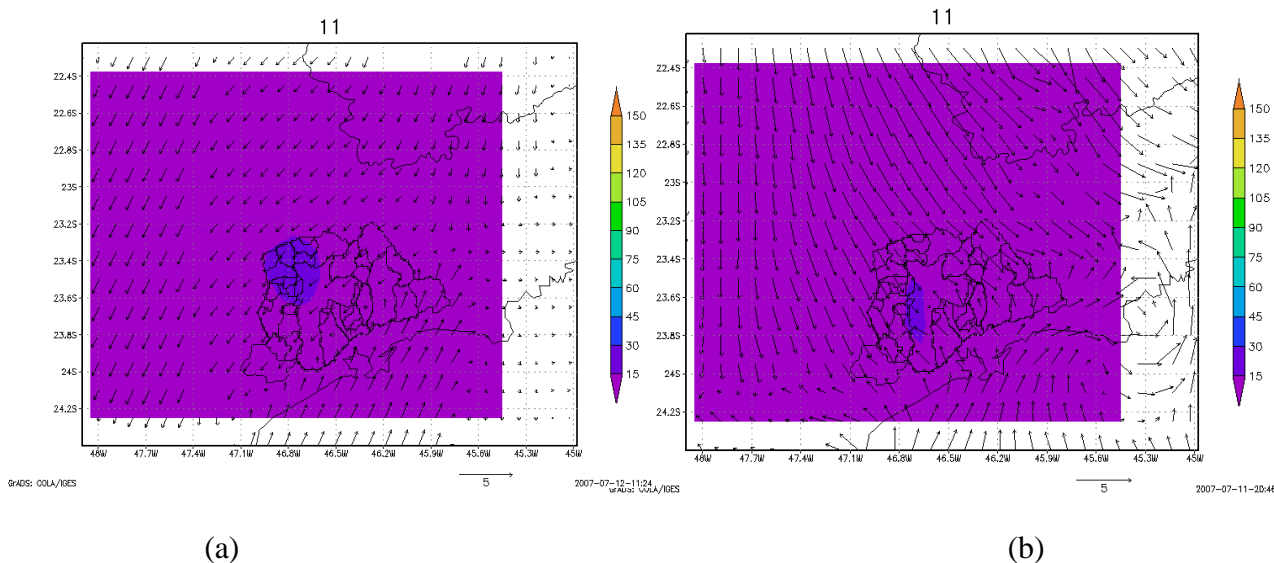 11
22.4S
22.6S
22.8S
23S
23.2S
23.4S
23.6S
23.8S
24S
24.2S
48W 47.7W 47.4W 47.1W 46.8W 46.5W 46.2W 45.9W 45.6W 45.3W 45W
150
135
120
105
90
75
60
45
30
15
5
GrADS: COLA/IGES
2007-07-12-11:24
(a)
11
22.4S
22.6S
22.8S
23S
23.2S
23.4S
23.6S
23.8S
24S
24.2S
48W 47.7W 47.4W 47.1W 46.8W 46.5W 46.2W 45.9W 45.6W 45.3W 45W
150
135
120
105
90
75
60
45
30
15
5
GrADS: COLA/IGES
2007-07-11-20:46
(b)